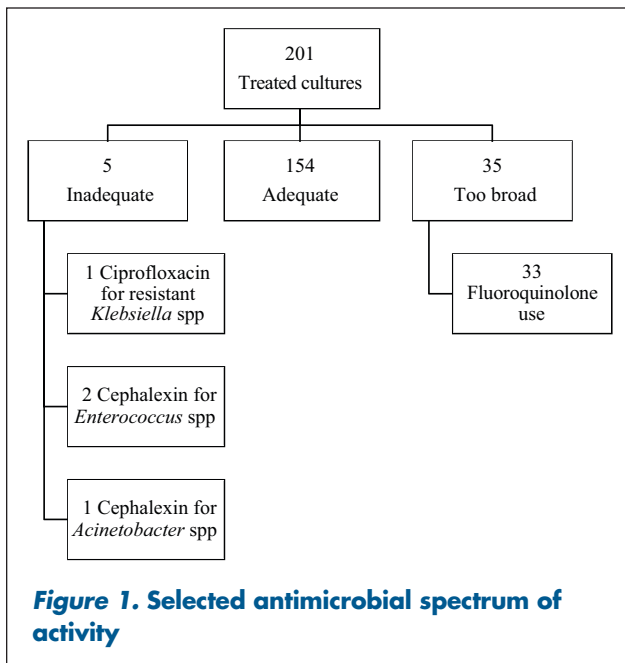 201
Treated cultures
5
Inadequate
154
Adequate
35
Too broad
1 Ciprofloxacin
for resistant
Klebsiella spp
33
Fluoroquinolone
use
2 Cephalexin for
Enterococcus spp
1 Cephalexin for
Acinetobacter spp
Figure 1. Selected antimicrobial spectrum of
activity